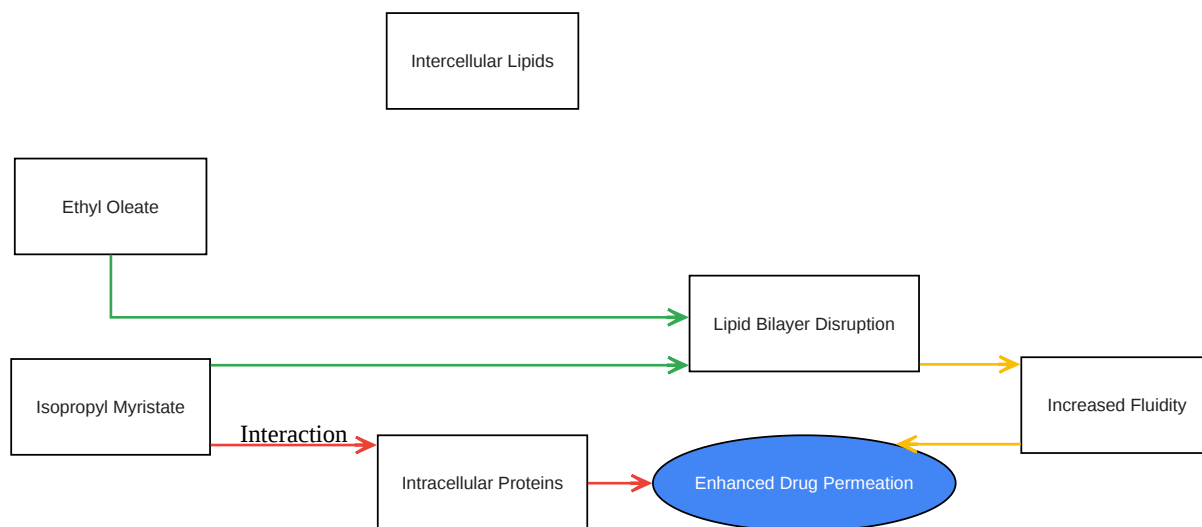 Intercellular Lipids
Ethyl Oleate
Lipid Bilayer Disruption
Isopropyl Myristate
Increased Fluidity
Interaction
Intracellular Proteins
Enhanced Drug Permeation